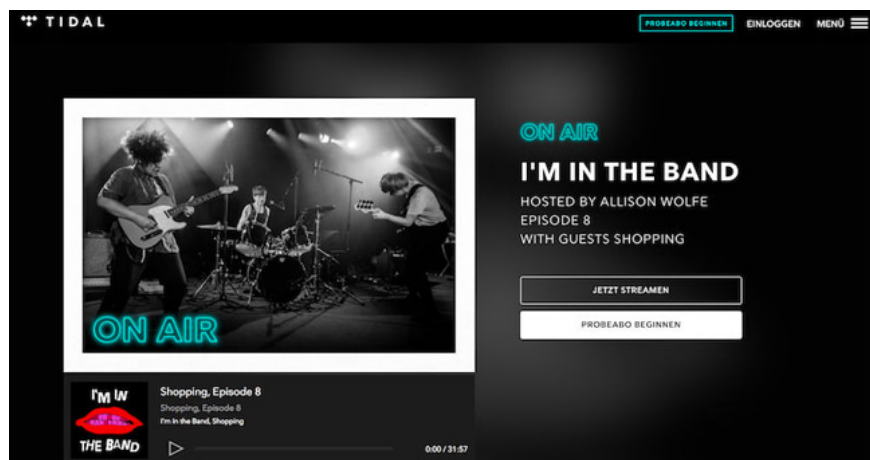 TIDAL
PROBEABO BEGINNEN EINLOGGEN MENÜ
ON AIR
ON AIR
I'M IN THE BAND
HOSTED BY ALLISON WOLFE
EPISODE 8
WITH GUESTS SHOPPING
JETZT STREAMEN
PROBEABO BEGINNEN
I'M IN
THE BAND
Shopping, Episode 8
Shopping, Episode 8
I'm in the Band, Shopping
0:00 / 31:57